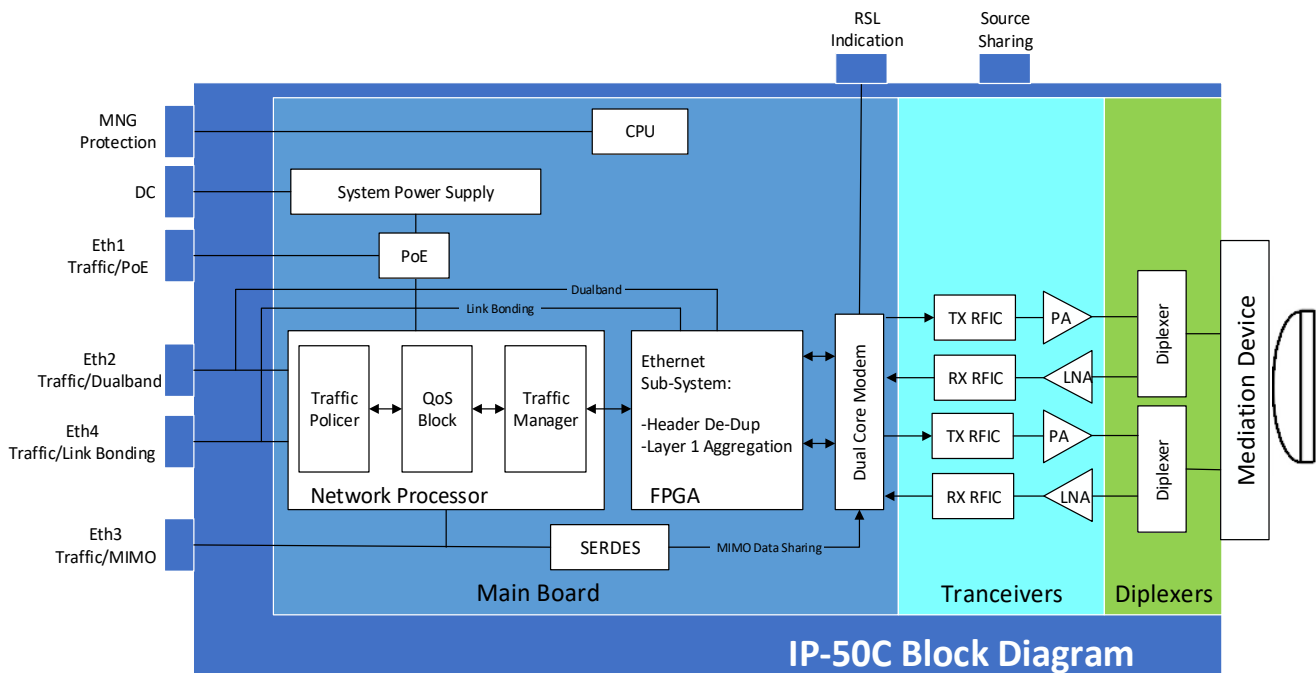 RSL
Indication
Source
Sharing
MNG
Protection
CPU
DC
System Power Supply
Eth1
Traffic/PoE
PoE
Dualband
Link Bonding
Eth2
Traffic/Dualband
Eth4
Traffic/Link Bonding
Traffic
Policer
QoS
Block
Traffic
Manager
Network Processor
Ethernet
Sub-System:
-Header De-Dup
-Layer 1 Aggregation
FPGA
Dual Core Modem
TX RFIC
PA
RX RFIC
LNA
TX RFIC
PA
RX RFIC
LNA
Diplexer
Diplexer
Mediation Device
Eth3
Traffic/MIMO
SERDES
MIMO Data Sharing
Main Board
Tranceivers
Diplexers
IP-50C Block Diagram